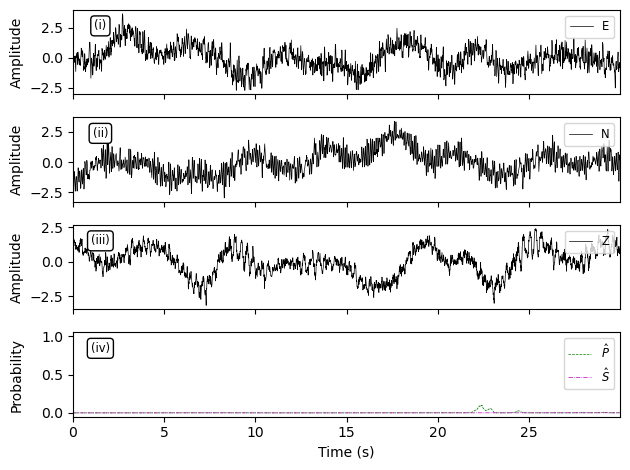 (i)
E
Amplitude
2.5
0.0
−2.5
(ii)
N
Amplitude
2.5
0.0
−2.5
(iii)
Z
Amplitude
2.5
0.0
−2.5
(iv)
P̂
Ŝ
Probability
1.0
0.5
0.0
0 5 10 15 20 25
Time (s)